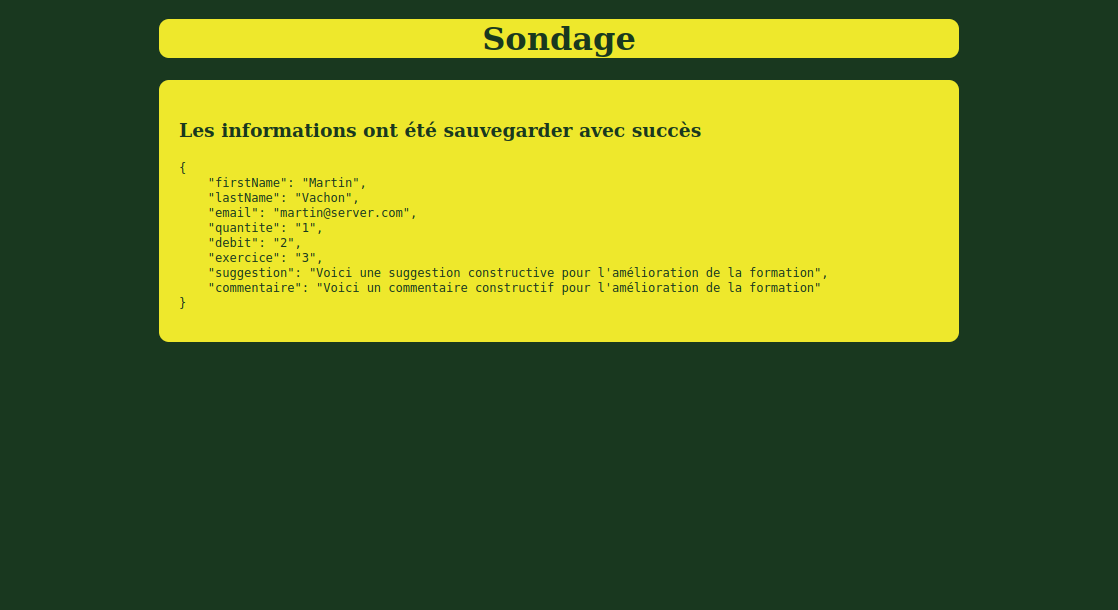 Sondage
Les informations ont été sauvegarder avec succès
{
    "firstName": "Martin",
    "lastName": "Vachon",
    "email": "martin@server.com",
    "quantite": "1",
    "debit": "2",
    "exercice": "3",
    "suggestion": "Voici une suggestion constructive pour l'amélioration de la formation",
    "commentaire": "Voici un commentaire constructif pour l'amélioration de la formation"
}